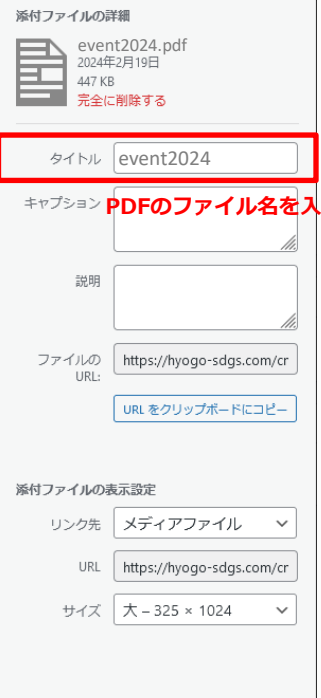 添付ファイルの詳細
event2024.pdf
2024年2月19日
447 KB
完全に削除する
タイトル event2024
キャプション
PDFのファイル名を入
説明
ファイルの
URL:
https://hyogo-sdgs.com/cr
URL をクリップボードにコピー
添付ファイルの表示設定
リンク先 メディアファイル
URL https://hyogo-sdgs.com/cr
サイズ 大 – 325 × 1024